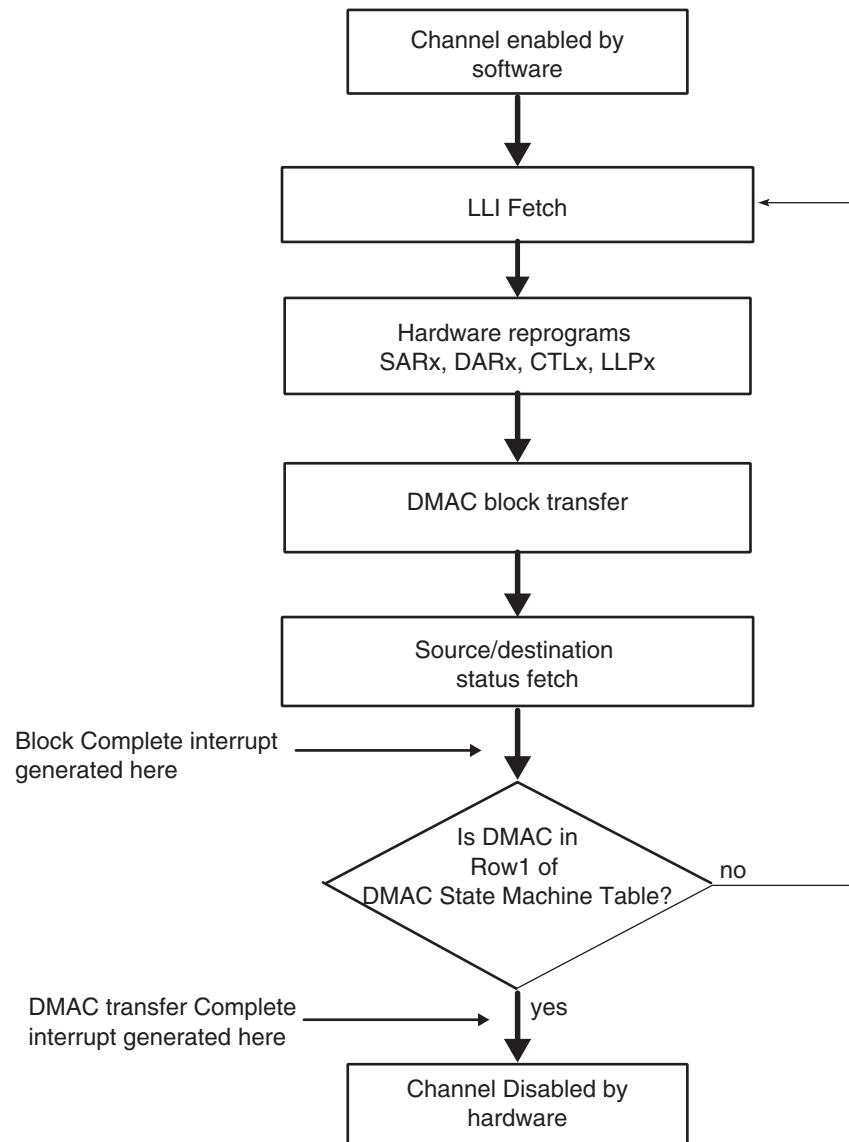 Channel enabled by
software
LLI Fetch
Hardware reprograms
SARx, DARx, CTLx, LLPx
DMAC block transfer
Source/destination
status fetch
Block Complete interrupt
generated here
Is DMAC in
Row1 of
DMAC State Machine Table?
no
DMAC transfer Complete
interrupt generated here
yes
Channel Disabled by
hardware